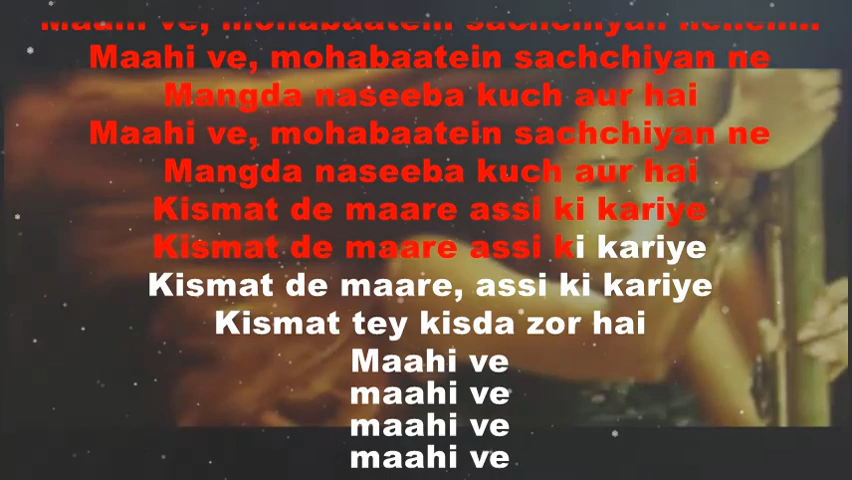 Maahi ve, mohabaatein sachchiyan
Maahi ve, mohabaatein sachchiyan ne
Mangda naseeba kuch aur hai
Maahi ve, mohabaatein sachchiyan ne
Mangda naseeba kuch aur hai
Kismat de maare assi ki kariye
Kismat de maare assi ki kariye
Kismat de maare, assi ki kariye
Kismat tey kisda zor hai
Maahi ve
maahi ve
maahi ve
maahi ve